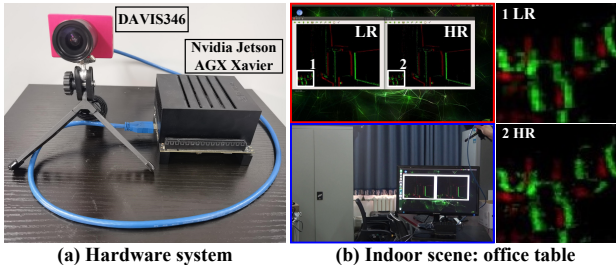 DAVIS346
Nvidia Jetson
AGX Xavier
LR
HR
1
2
1 LR
2 HR
(a) Hardware system
(b) Indoor scene: office table